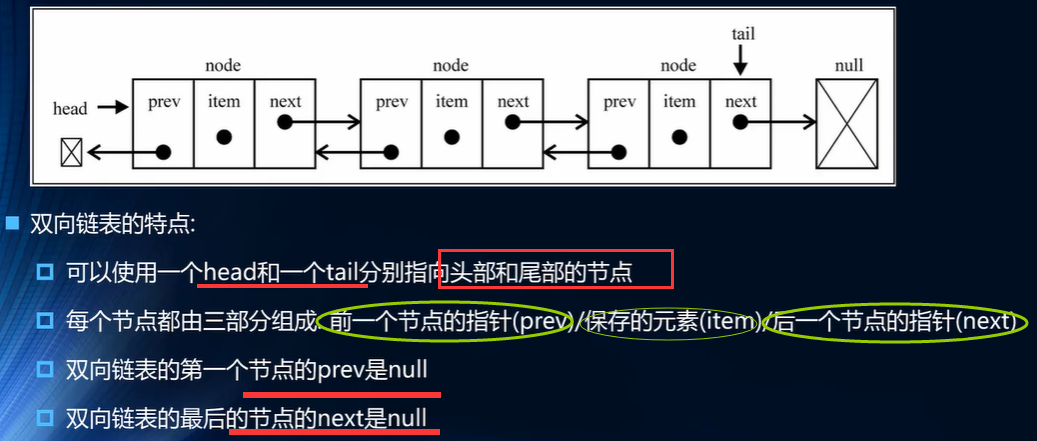 tail
node node node null
head prev item next prev item next prev item next
双向链表的特点:
可以使用一个head和一个tail分别指向头部和尾部的节点
每个节点都由三部分组成:前一个节点的指针(prev)/保存的元素(item)/后一个节点的指针(next)
双向链表的第一个节点的prev是null
双向链表的最后的节点的next是null